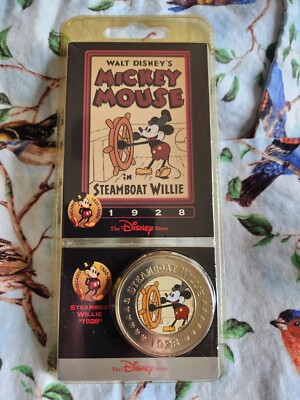 WALT DISNEY'S
MICKEY
MOUSE
IN
STEAMBOAT WILLIE
1928
The Disney Store
STEAMBOAT
WILLIE
"1928"
STEAMBOAT WILLIE
1928
The Disney Store